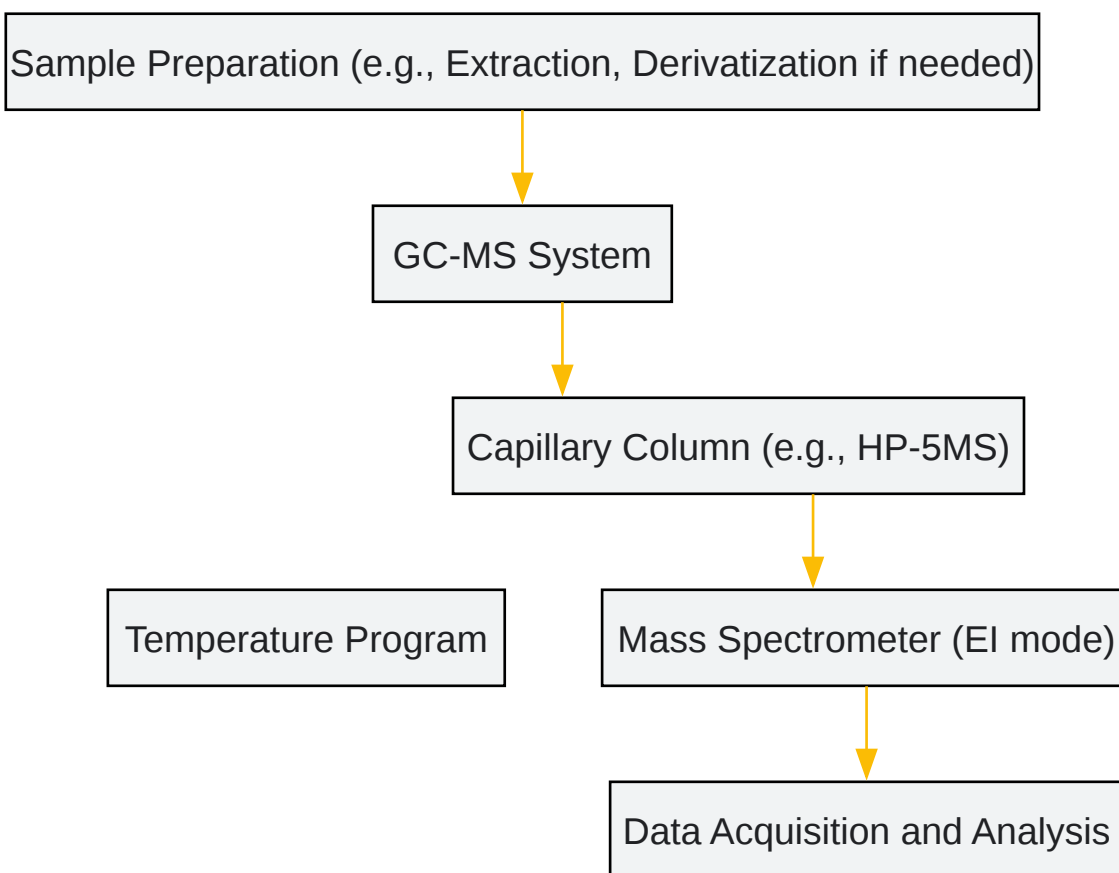 Sample Preparation (e.g., Extraction, Derivatization if needed)
GC-MS System
Capillary Column (e.g., HP-5MS)
Temperature Program
Mass Spectrometer (EI mode)
Data Acquisition and Analysis